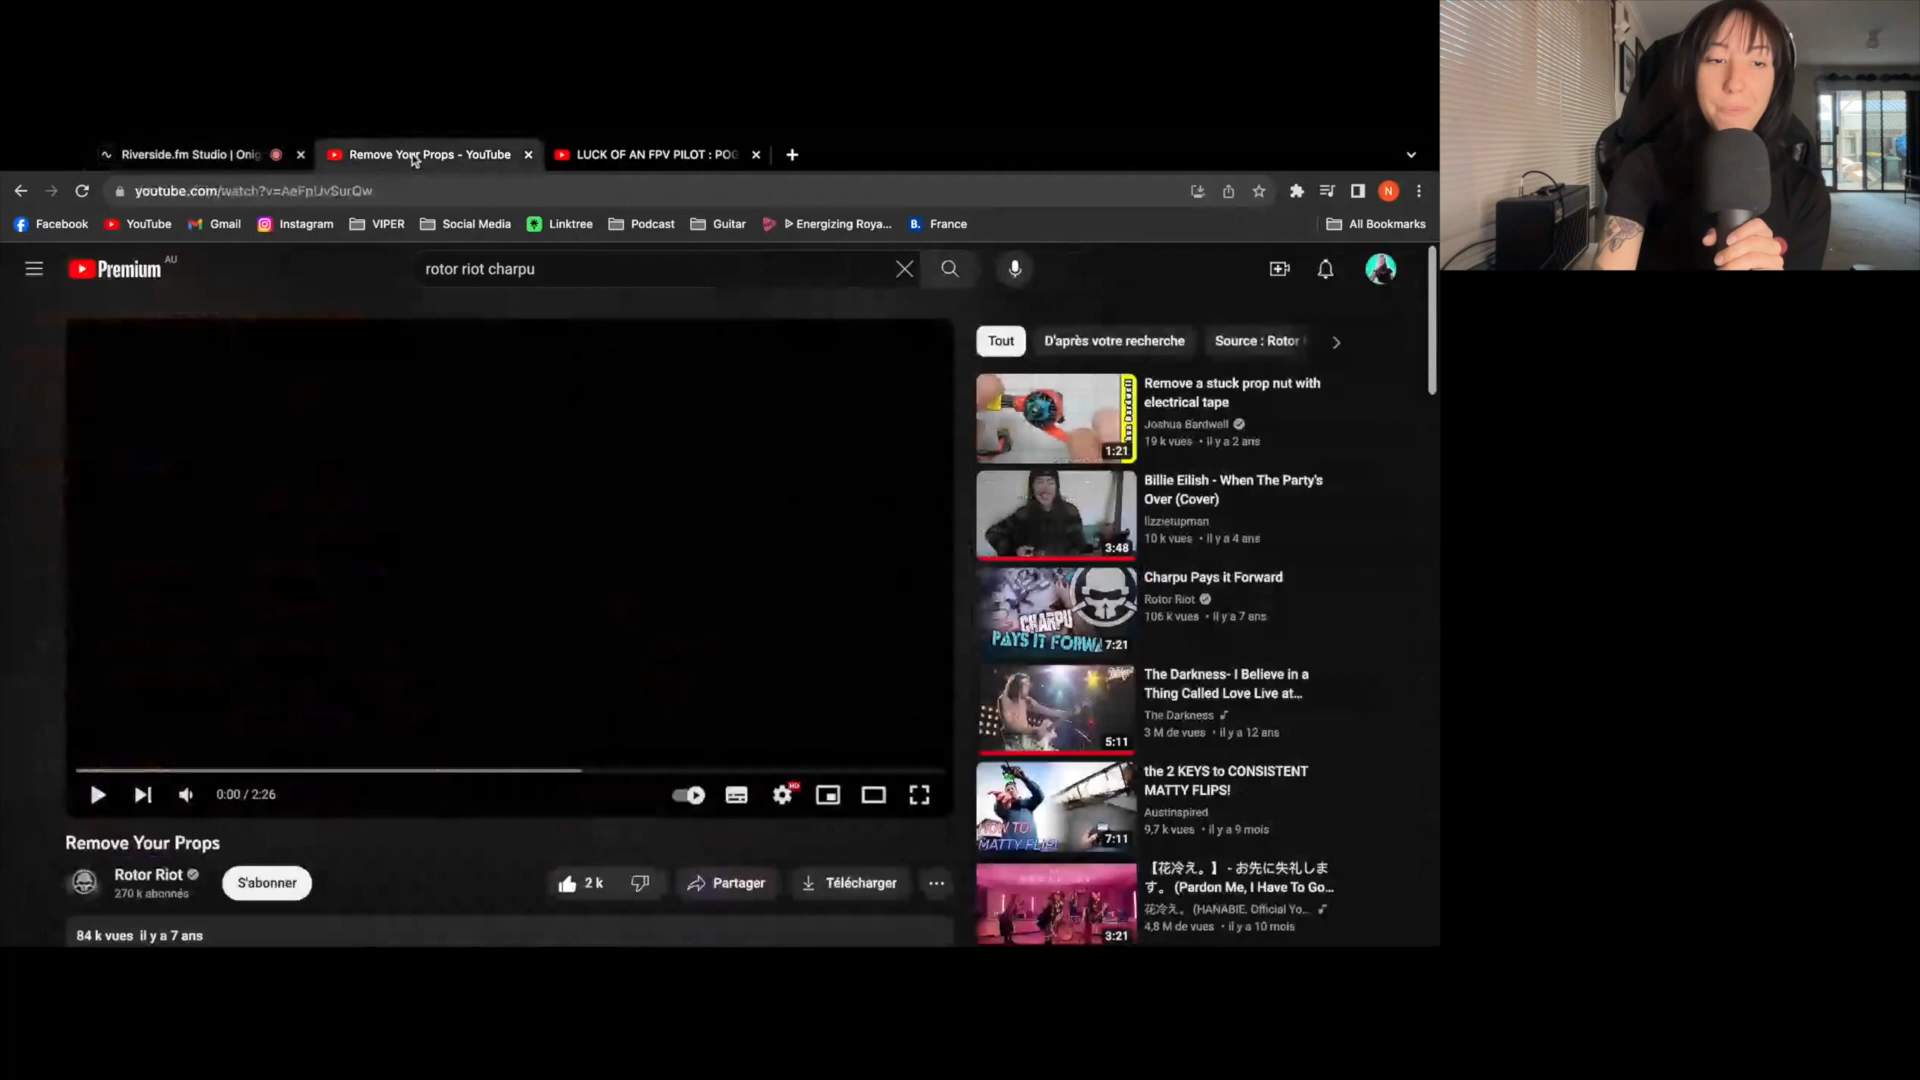 Riverside.fm Studio | Onig
Remove Your Props - YouTube
LUCK OF AN FPV PILOT : POG
youtube.com/watch?v=AeFpUvSurQw
Facebook
YouTube
Gmail
Instagram
VIPER
Social Media
Linktree
Podcast
Guitar
Energizing Roya...
B.
France
All Bookmarks
N
Premium AU
rotor riot charpu
Tout
D'après votre recherche
Source : Rotor
Remove a stuck prop nut with
electrical tape
Joshua Bardwell
19 k vues • il y a 2 ans
1:21
Billie Eilish - When The Party's
Over (Cover)
lizzietupman
10 k vues • il y a 4 ans
3:48
Charpu Pays it Forward
Rotor Riot
106 k vues • il y a 7 ans
CHARPU
PAYS IT FORWA
7:21
The Darkness- I Believe in a
Thing Called Love Live at...
The Darkness
3 M de vues • il y a 12 ans
5:11
the 2 KEYS to CONSISTENT
MATTY FLIPS!
Austinspired
9,7 k vues • il y a 9 mois
HOW TO
MATTY FLIP
7:11
【花冷え。】 - お先に失礼しま
す。 (Pardon Me, I Have To Go...
花冷え。 (HANABIE. Official Yo...
4,8 M de vues • il y a 10 mois
3:21
0:00 / 2:26
HD
Remove Your Props
Rotor Riot
270 k abonnés
S'abonner
2 k
Partager
Télécharger
84 k vues il y a 7 ans